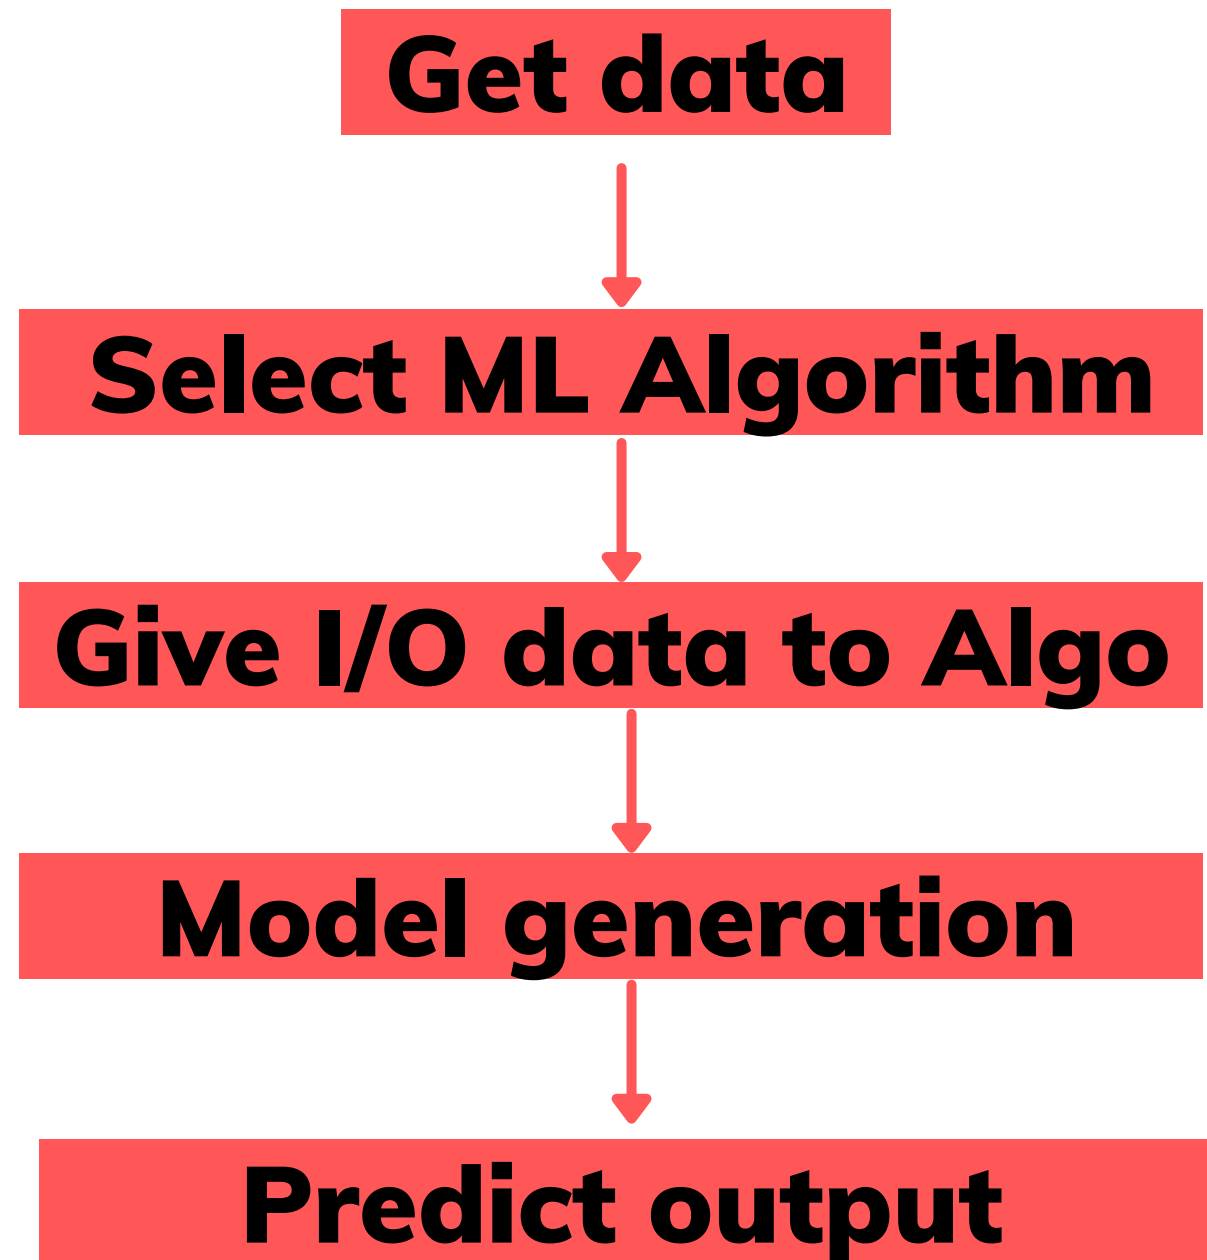 Get data
Select ML Algorithm
Give I/O data to Algo
Model generation
Predict output